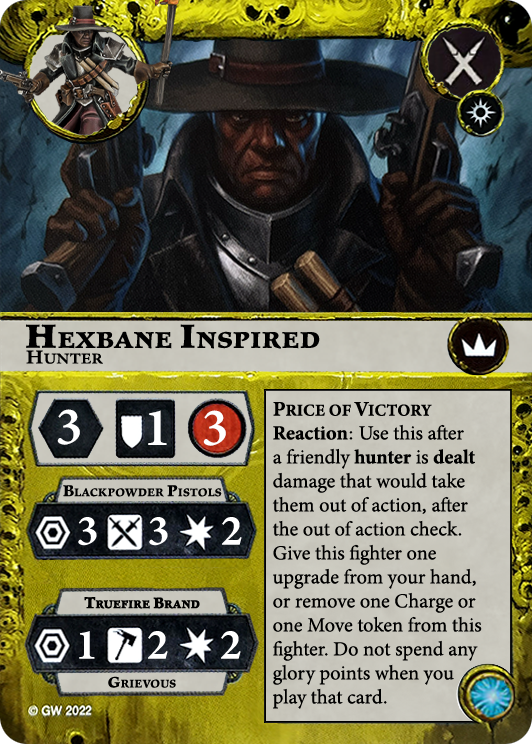 Hexbane Inspired
Hunter
3 1 3
Blackpowder Pistols
3 3 2
Truefire Brand
1 2 2
Grievous
Price of Victory
Reaction: Use this after
a friendly hunter is dealt
damage that would take
them out of action, after
the out of action check.
Give this fighter one
upgrade from your hand,
or remove one Charge or
one Move token from this
fighter. Do not spend any
glory points when you
play that card.
© GW 2022